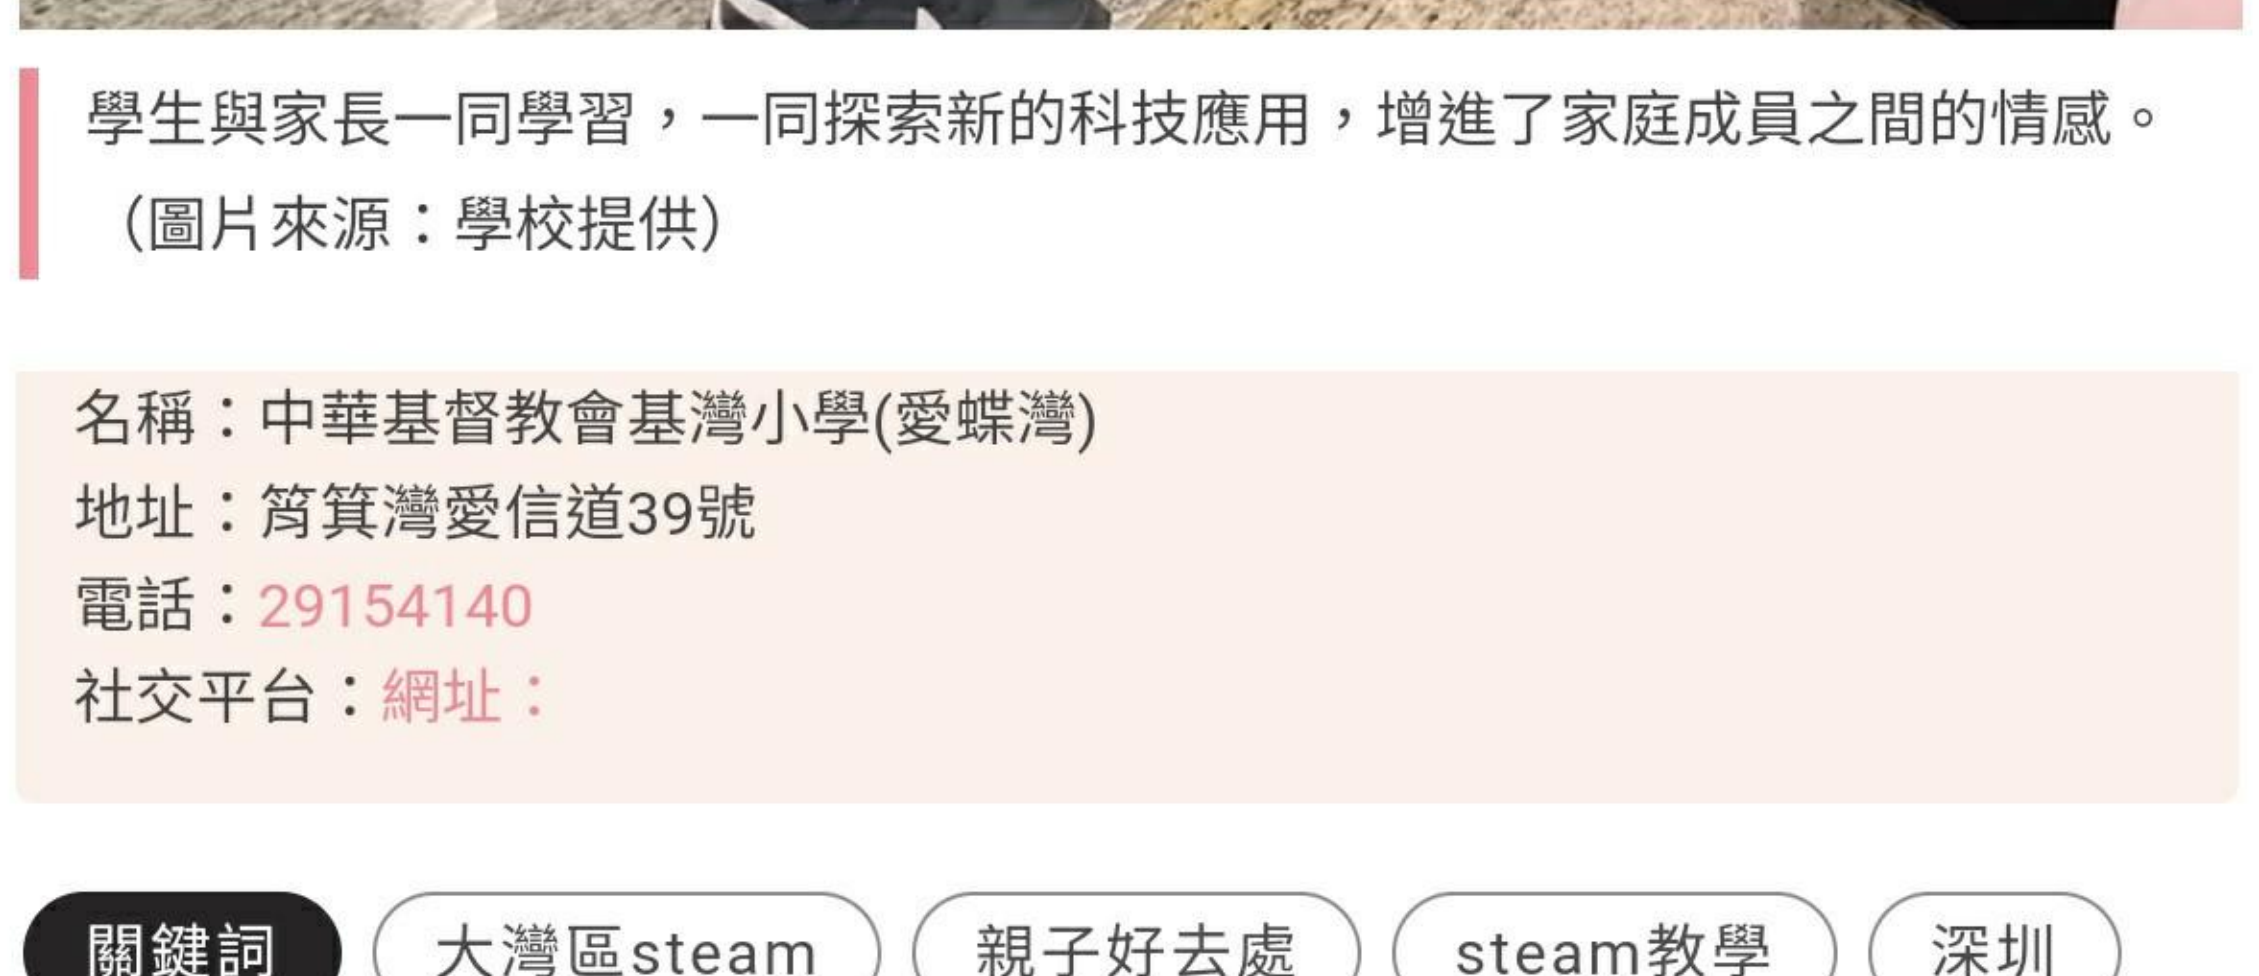 學生與家長一同學習，一同探索新的科技應用，增進了家庭成員之間的情感。
（圖片來源：學校提供）
名稱：中華基督教會基灣小學(愛蝶灣)
地址：筲箕灣愛信道39號
電話：29154140
社交平台：網址：
關鍵詞 大灣區steam 親子好去處 steam教學 深圳